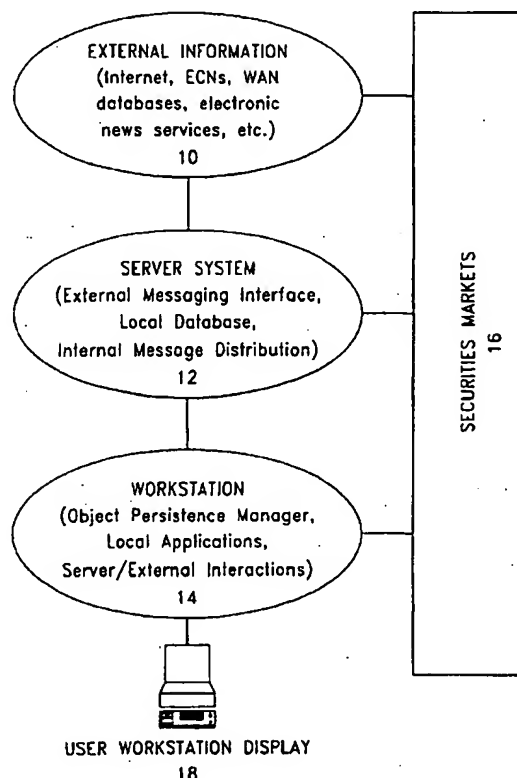 EXTERNAL INFORMATION
(Internet, ECNs, WAN
databases, electronic
news services, etc.)
10
SERVER SYSTEM
(External Messaging Interface,
Local Database,
Internal Message Distribution)
12
WORKSTATION
(Object Persistence Manager,
Local Applications,
Server/External Interactions)
14
USER WORKSTATION DISPLAY
18
SECURITIES MARKETS
16